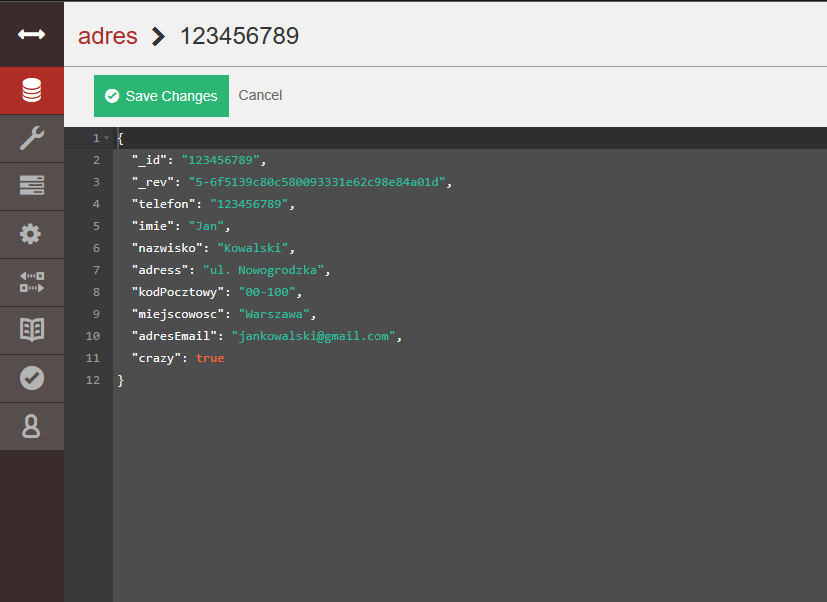 adres 123456789
Save Changes Cancel
1 {
2 "_id": "123456789",
3 "_rev": "5-6f5139c80c580093331e62c98e84a01d",
4 "telefon": "123456789",
5 "imie": "Jan",
6 "nazwisko": "Kowalski",
7 "adress": "ul. Nowogrodzka",
8 "kodPocztowy": "00-100",
9 "miejscowosc": "Warszawa",
10 "adresEmail": "jankowalski@gmail.com",
11 "crazy": true
12 }